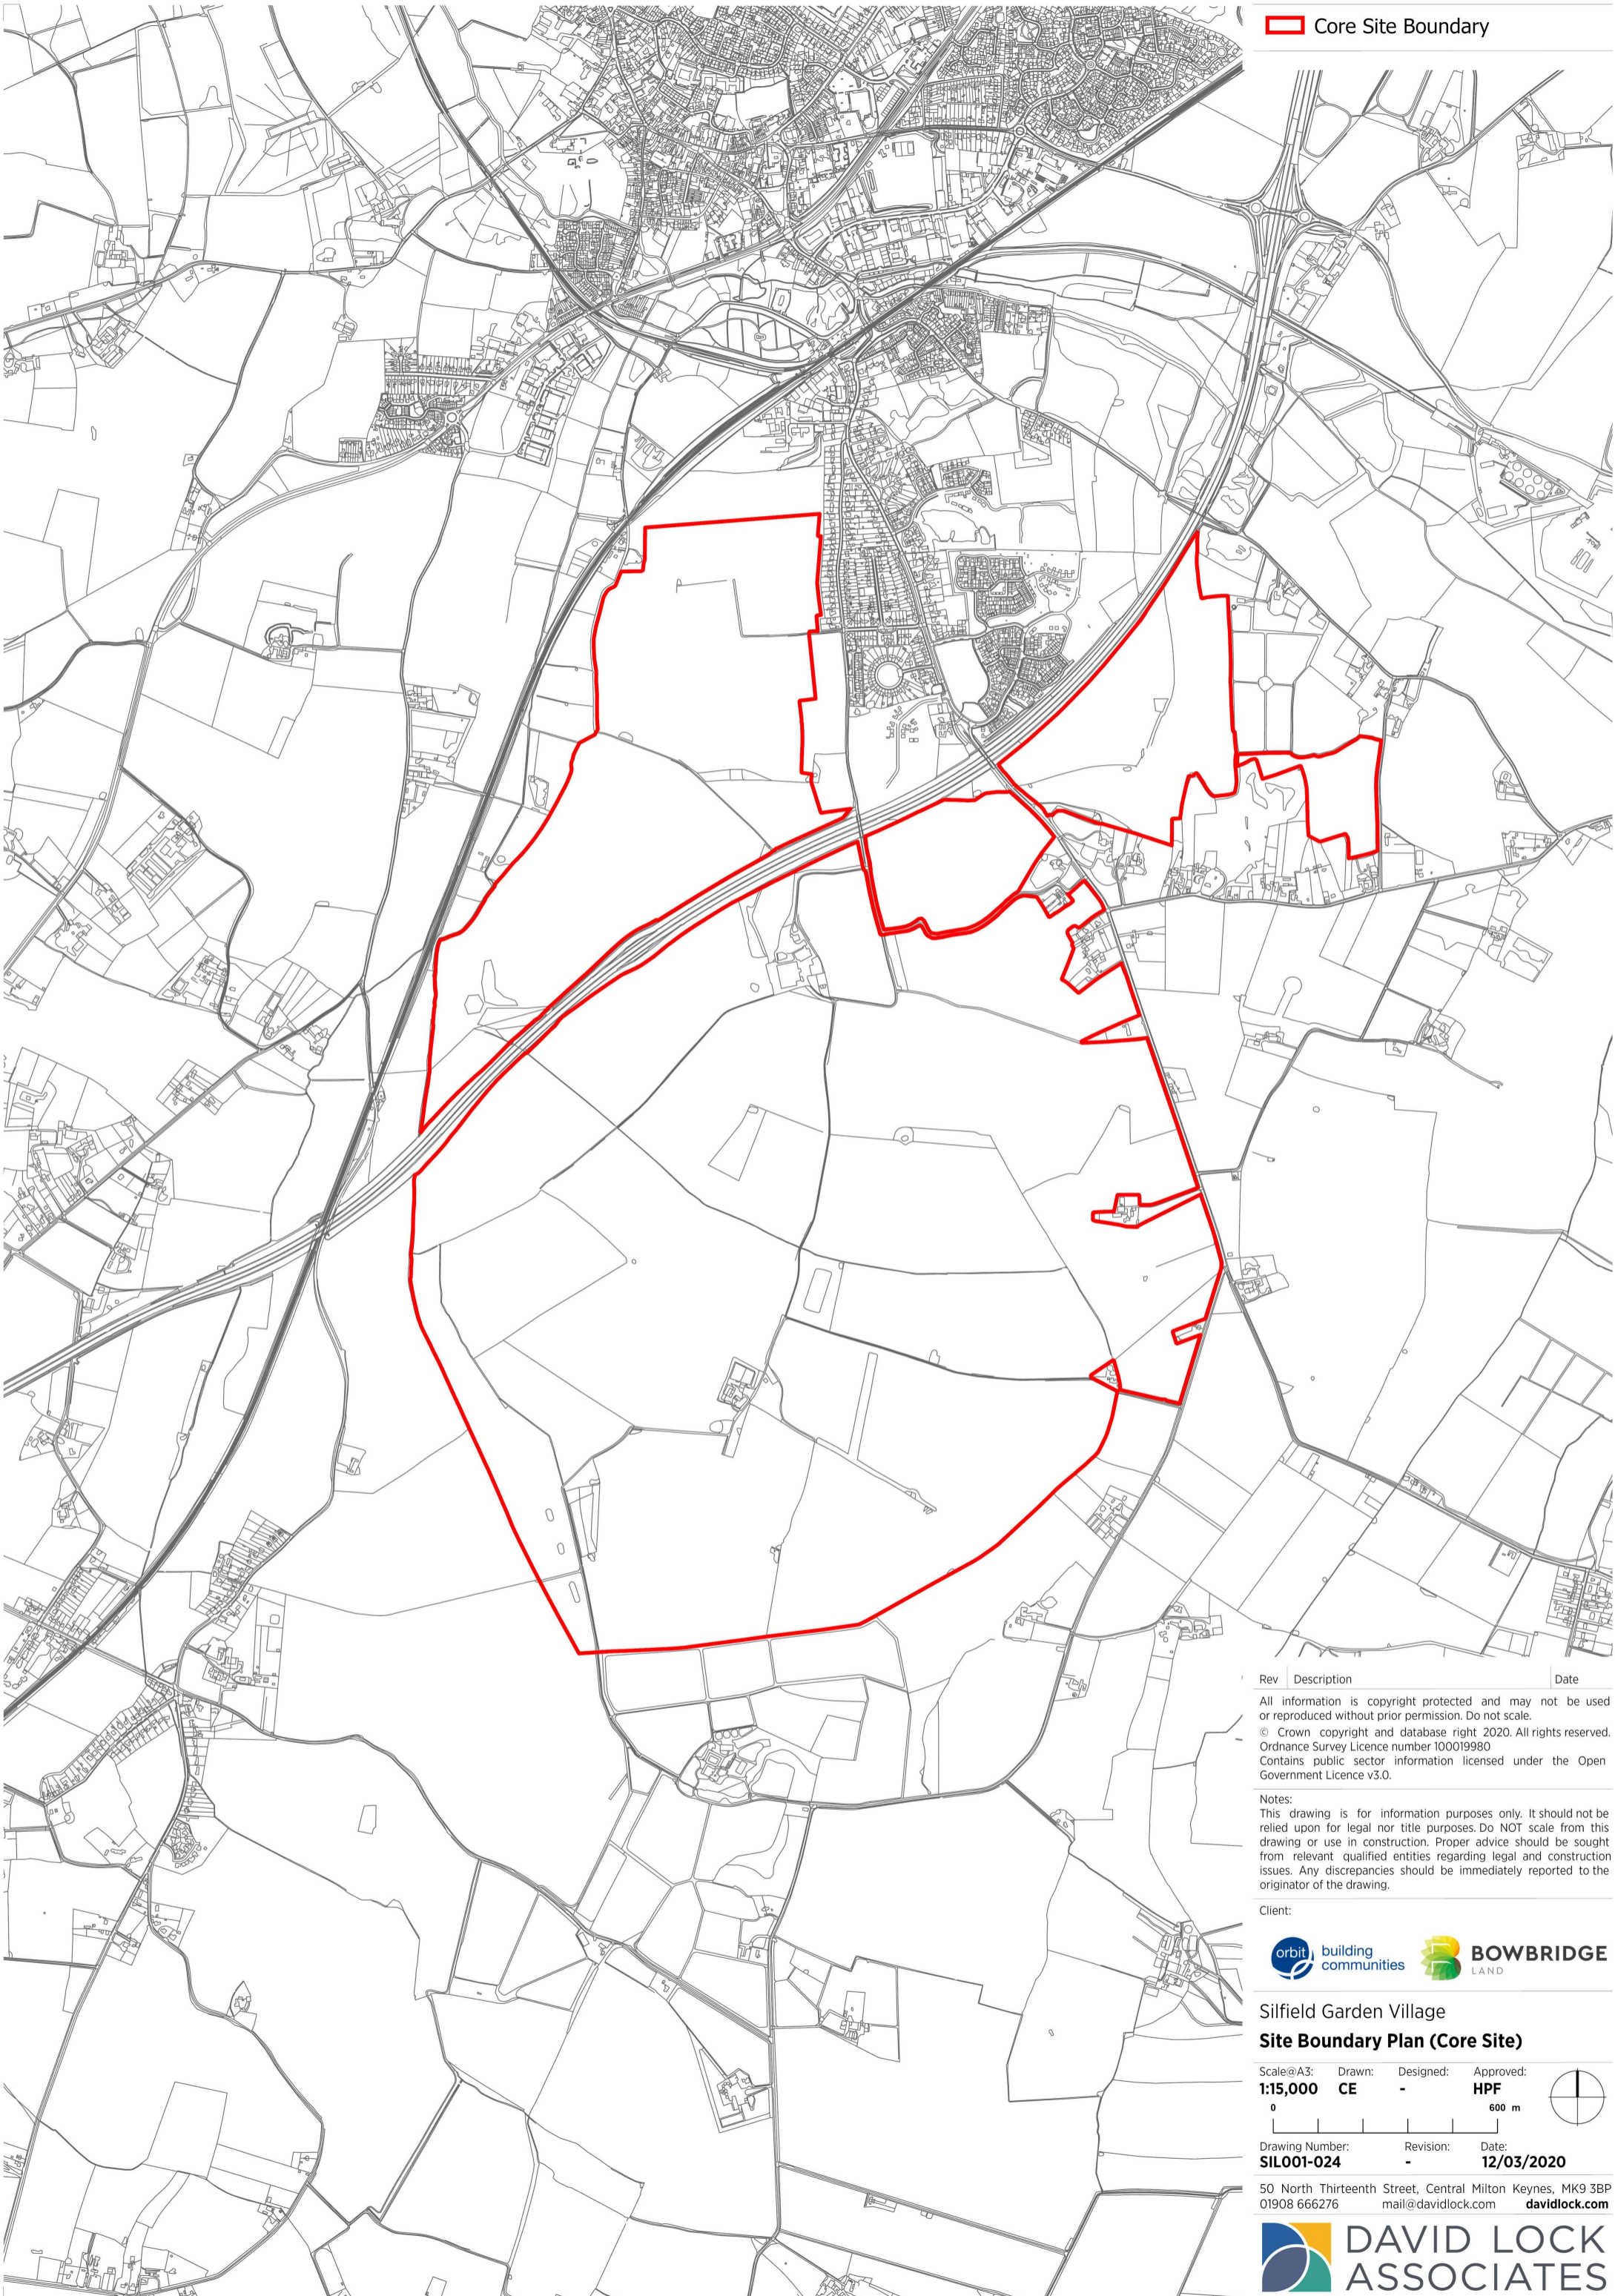 Core Site Boundary
Rev Description Date
All information is copyright protected and may not be used
or reproduced without prior permission. Do not scale.
© Crown copyright and database right 2020. All rights reserved.
Ordnance Survey Licence number 100019980
Contains public sector information licensed under the Open
Government Licence v3.0.
Notes:
This drawing is for information purposes only. It should not be
relied upon for legal nor title purposes. Do NOT scale from this
drawing or use in construction. Proper advice should be sought
from relevant qualified entities regarding legal and construction
issues. Any discrepancies should be immediately reported to the
originator of the drawing.
Client:
orbit building
communities
BOWBRIDGE
LAND
Silfield Garden Village
Site Boundary Plan (Core Site)
Scale@A3: Drawn: Designed: Approved:
1:15,000 CE - HPF
0 600 m
Drawing Number: Revision: Date:
SIL001-024 - 12/03/2020
50 North Thirteenth Street, Central Milton Keynes, MK9 3BP
01908 666276 mail@davidlock.com davidlock.com
DAVID LOCK
ASSOCIATES